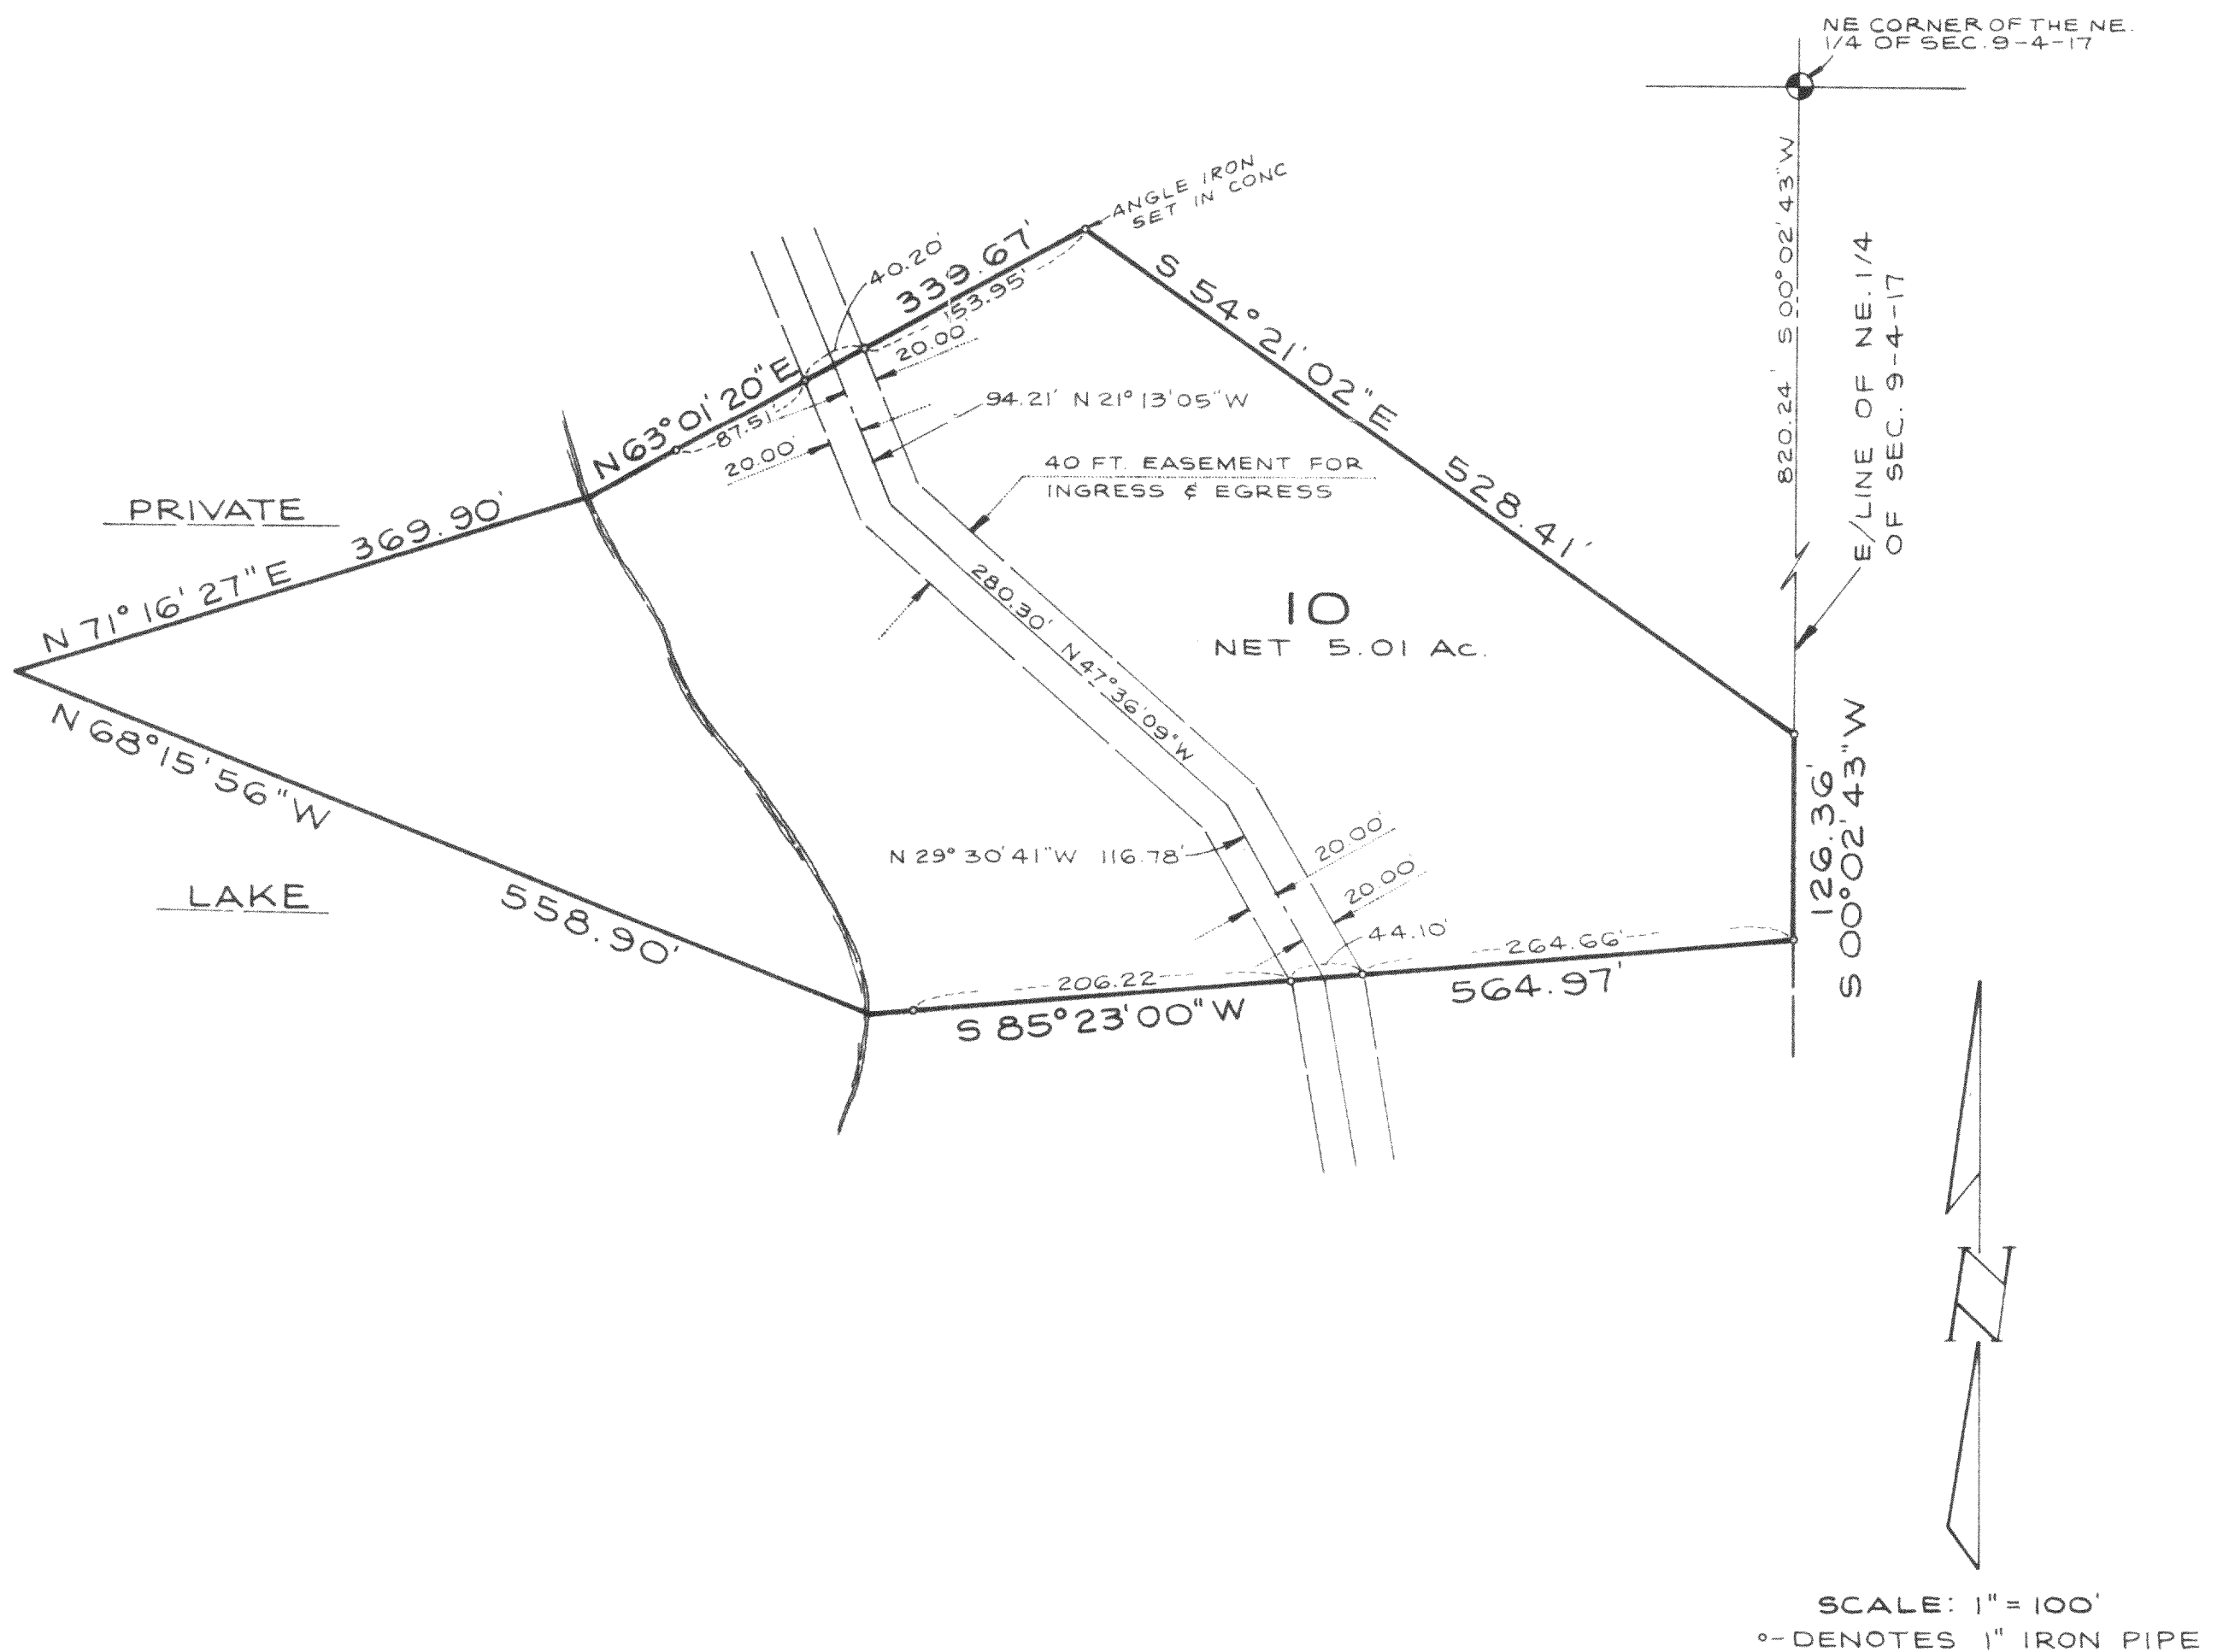 NE CORNER OF THE NE.
1/4 OF SEC. 9-4-17
820.24' S 00° 02' 43" W
E/LINE OF NE. 1/4
OF SEC. 9-4-17
ANGLE IRON
SET IN CONC
40.20'
339.67'
153.95'
20.00'
N 63° 01' 20" E
87.51'
20.00'
94.21' N 21° 13' 05" W
40 FT. EASEMENT FOR
INGRESS & EGRESS
S 54° 21' 02" E
528.41'
PRIVATE
369.90'
N 71° 16' 27" E
280.30' N 47° 36' 09" W
10
NET 5.01 AC.
N 68° 15' 56" W
558.90'
LAKE
N 29° 30' 41" W 116.78'
20.00'
20.00'
44.10'
264.66'
206.22
S 85° 23' 00" W
564.97'
126.36'
S 00° 02' 43" W
N
SCALE: 1" = 100'
°-DENOTES 1" IRON PIPE